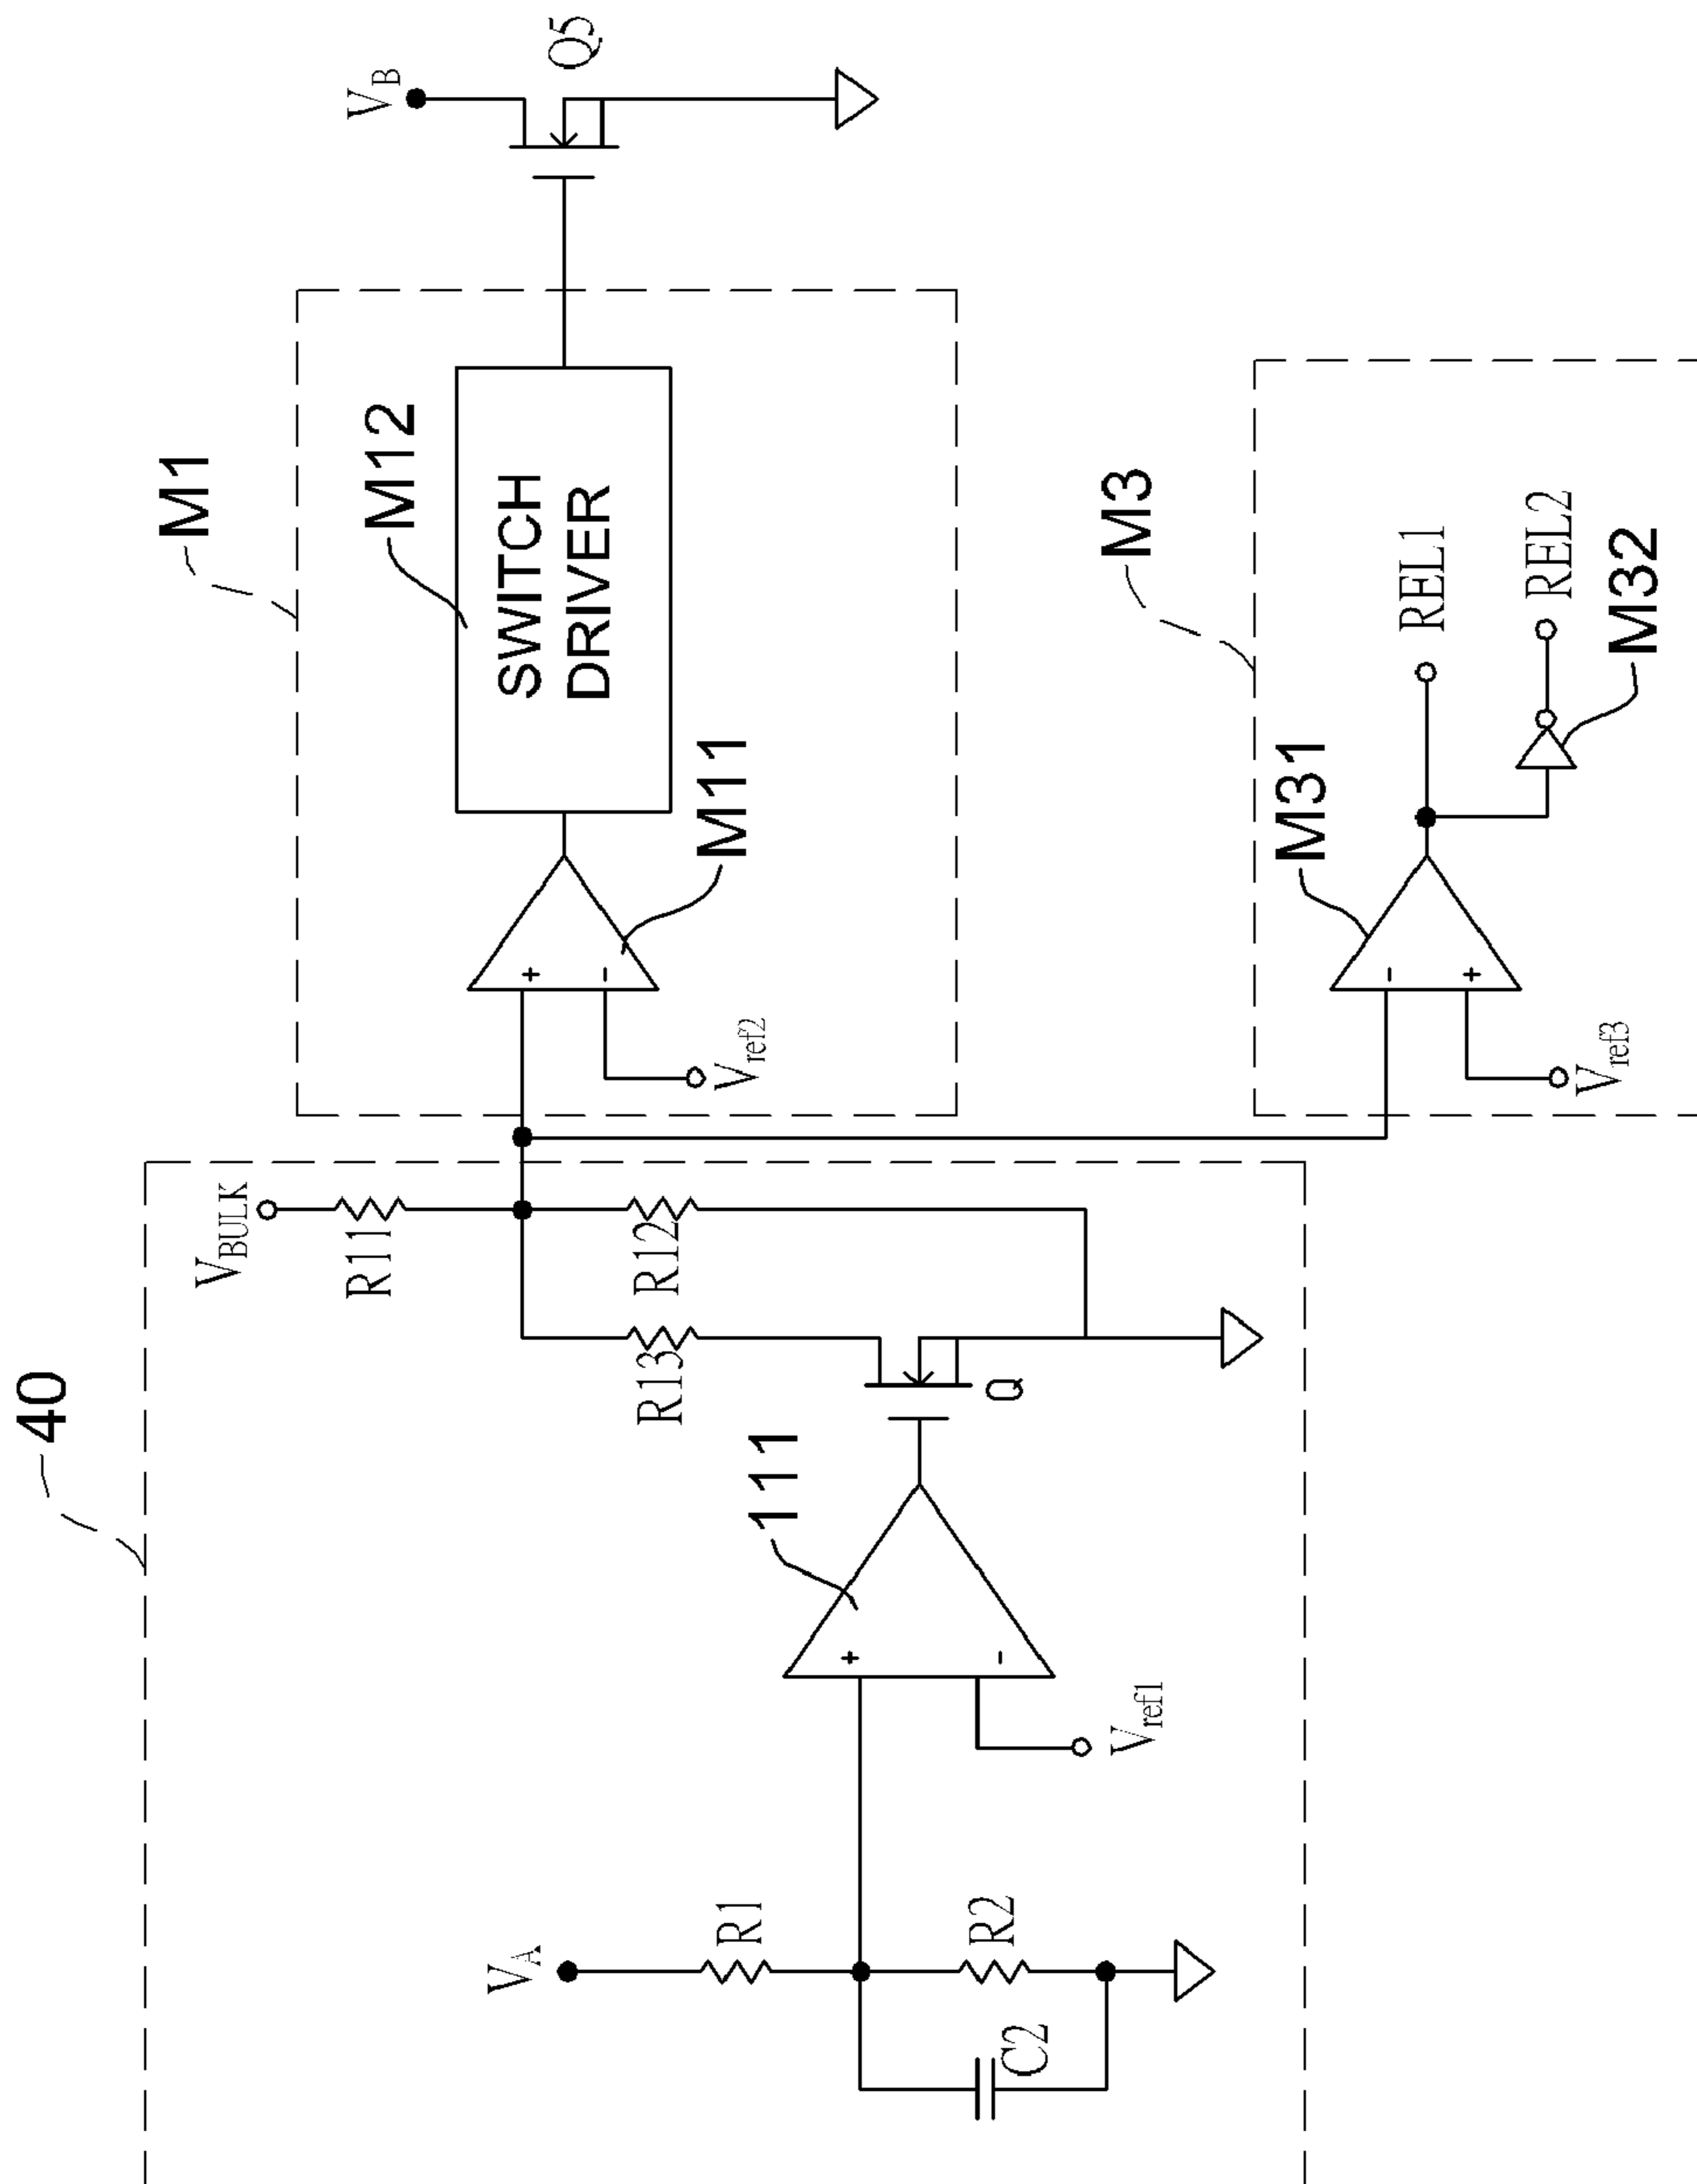 40
V_A
R1
R2
C2
111
+
-
V_ref1
V_BULK
R11
R12
R13
Q
M1
M12
SWITCH
DRIVER
M11
+
-
V_ref2
V_B
Q5
M3
M31
-
+
V_ref3
REL1
REL2
M32